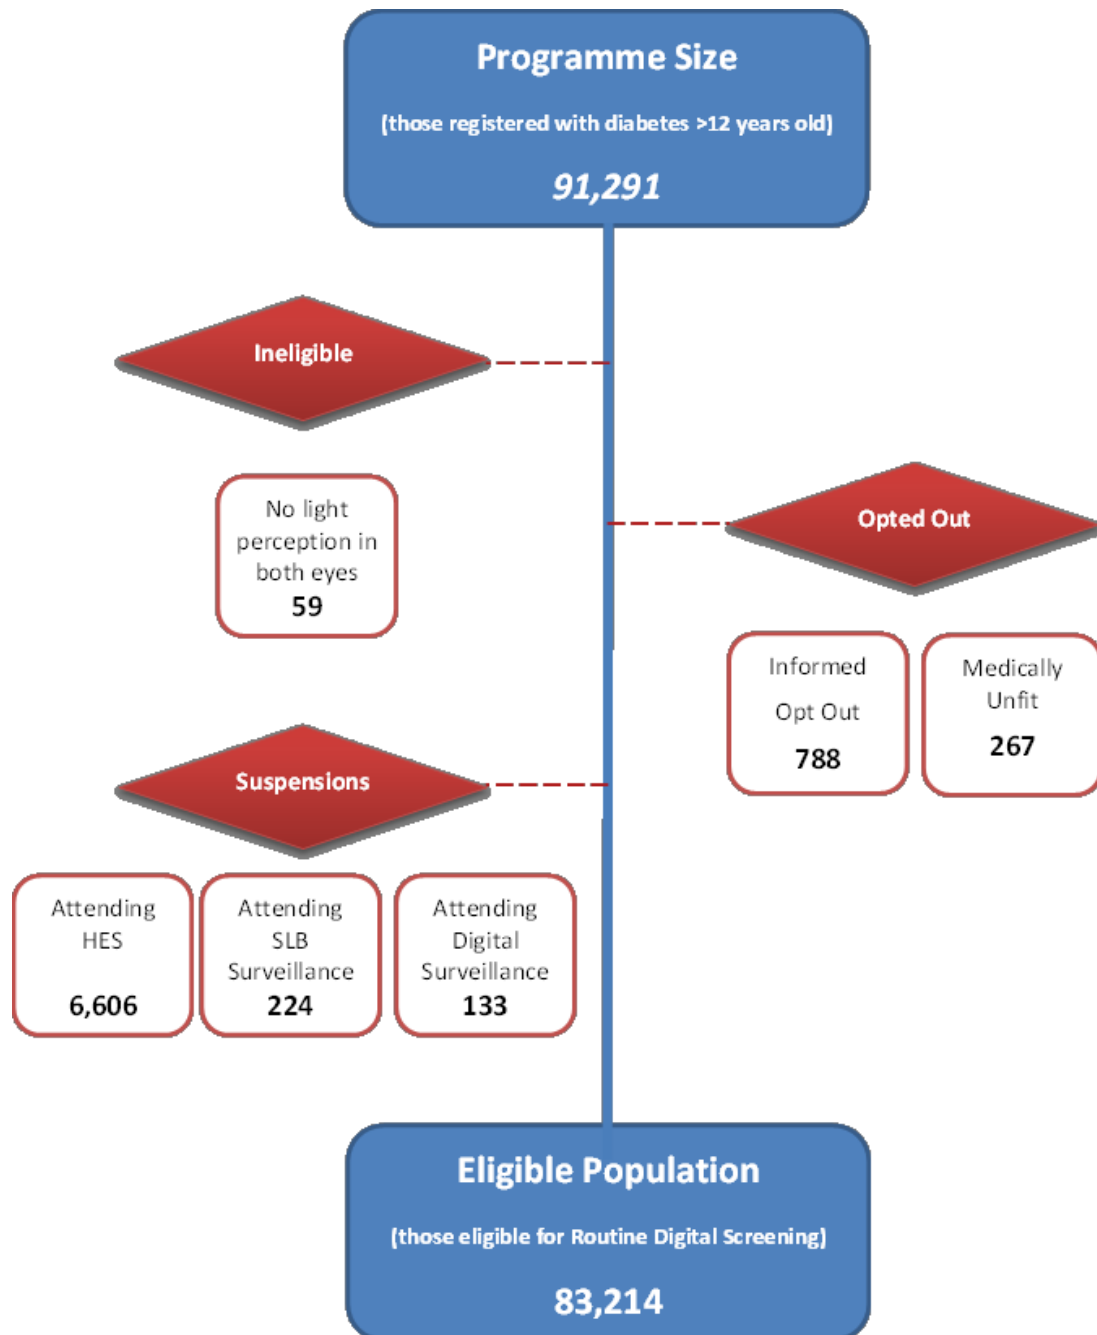 Programme Size
(those registered with diabetes >12 years old)
91,291
Ineligible
No light
perception in
both eyes
59
Opted Out
Informed
Opt Out
788
Medically
Unfit
267
Suspensions
Attending
HES
6,606
Attending
SLB
Surveillance
224
Attending
Digital
Surveillance
133
Eligible Population
(those eligible for Routine Digital Screening)
83,214